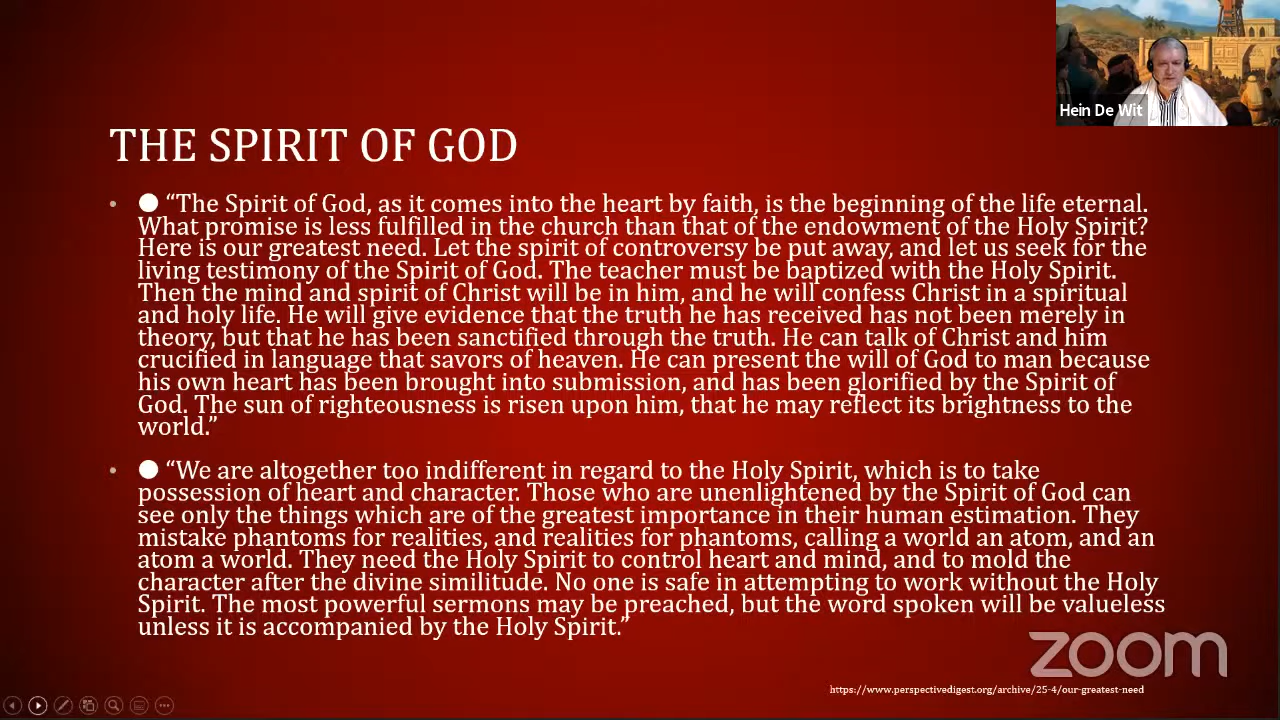 Hein De Wit
THE SPIRIT OF GOD
• ● “The Spirit of God, as it comes into the heart by faith, is the beginning of the life eternal.
What promise is less fulfilled in the church than that of the endowment of the Holy Spirit?
Here is our greatest need. Let the spirit of controversy be put away, and let us seek for the
living testimony of the Spirit of God. The teacher must be baptized with the Holy Spirit.
Then the mind and spirit of Christ will be in him, and he will confess Christ in a spiritual
and holy life. He will give evidence that the truth he has received has not been merely in
theory, but that he has been sanctified through the truth. He can talk of Christ and him
crucified in language that savors of heaven. He can present the will of God to man because
his own heart has been brought into submission, and has been glorified by the Spirit of
God. The sun of righteousness is risen upon him, that he may reflect its brightness to the
world.”
• ● “We are altogether too indifferent in regard to the Holy Spirit, which is to take
possession of heart and character. Those who are unenlightened by the Spirit of God can
see only the things which are of the greatest importance in their human estimation. They
mistake phantoms for realities, and realities for phantoms, calling a world an atom, and an
atom a world. They need the Holy Spirit to control heart and mind, and to mold the
character after the divine similitude. No one is safe in attempting to work without the Holy
Spirit. The most powerful sermons may be preached, but the word spoken will be valueless
unless it is accompanied by the Holy Spirit.”
zoom
https://www.perspectivedigest.org/archive/25-4/our-greatest-need